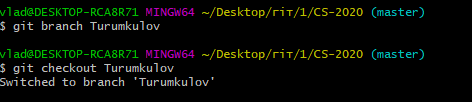 vlad@DESKTOP-RCA8R71 MINGW64 ~/Desktop/гіт/1/CS-2020 (master)
$ git branch Turumkulov
vlad@DESKTOP-RCA8R71 MINGW64 ~/Desktop/гіт/1/CS-2020 (master)
$ git checkout Turumkulov
Switched to branch 'Turumkulov'